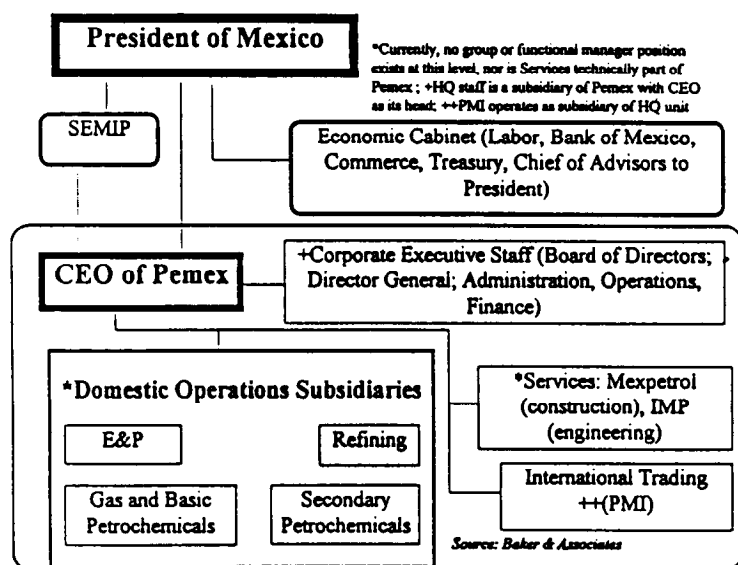 President of Mexico
*Currently, no group or functional manager position
exists at this level, nor is Services technically part of
Pemex ; +HQ staff is a subsidiary of Pemex with CEO
as its head; ++PMI operates as subsidiary of HQ unit
SEMIP
Economic Cabinet (Labor, Bank of Mexico,
Commerce, Treasury, Chief of Advisors to
President)
CEO of Pemex
+Corporate Executive Staff (Board of Directors;
Director General; Administration, Operations,
Finance)
*Domestic Operations Subsidiaries
E&P
Refining
Gas and Basic
Petrochemicals
Secondary
Petrochemicals
*Services: Mexpetrol
(construction), IMP
(engineering)
International Trading
++(PMI)
Source: Baker & Associates